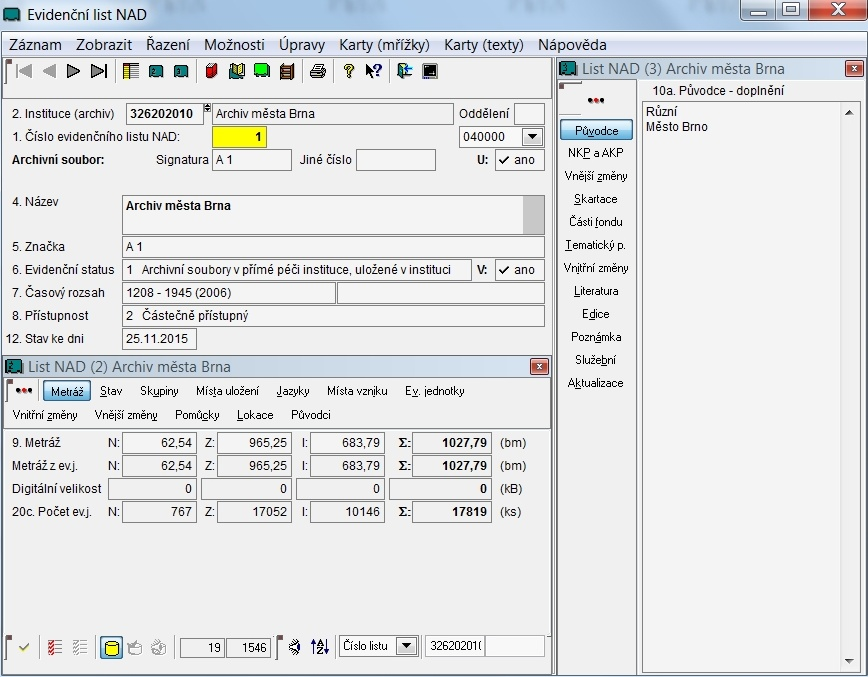 Evidenční list NAD
Záznam Zobrazit Řazení Možnosti Úpravy Karty (mřížky) Karty (texty) Nápověda
2. Instituce (archiv) 326202010 Archiv města Brna Oddělení
1. Číslo evidenčního listu NAD: 1 040000
Archivní soubor: Signatura A 1 Jiné číslo U: ano
4. Název Archiv města Brna
5. Značka A 1
6. Evidenční status 1 Archivní soubory v přímé péči instituce, uložené v instituci V: ano
7. Časový rozsah 1208 - 1945 (2006)
8. Přístupnost 2 Částečně přístupný
12. Stav ke dni 25.11.2015
List NAD (2) Archiv města Brna
Metráž Stav Skupiny Místa uložení Jazyky Místa vzniku Ev. jednotky
Vnitřní změny Vnější změny Pomůcky Lokace Původci
9. Metráž N: 62,54 Z: 965,25 I: 683,79 Σ: 1027,79 (bm)
Metráž z ev.j. N: 62,54 Z: 965,25 I: 683,79 Σ: 1027,79 (bm)
Digitální velikost 0 0 0 0 (kB)
20c. Počet ev.j. N: 767 Z: 17052 I: 10146 Σ: 17819 (ks)
19 1546 Číslo listu 32620201
List NAD (3) Archiv města Brna
10a. Původce - doplnění
Původce
NKP a AKP
Vnější změny
Skartace
Části fondu
Tematický p.
Vnitřní změny
Literatura
Edice
Poznámka
Služební
Aktualizace
Různí
Město Brno